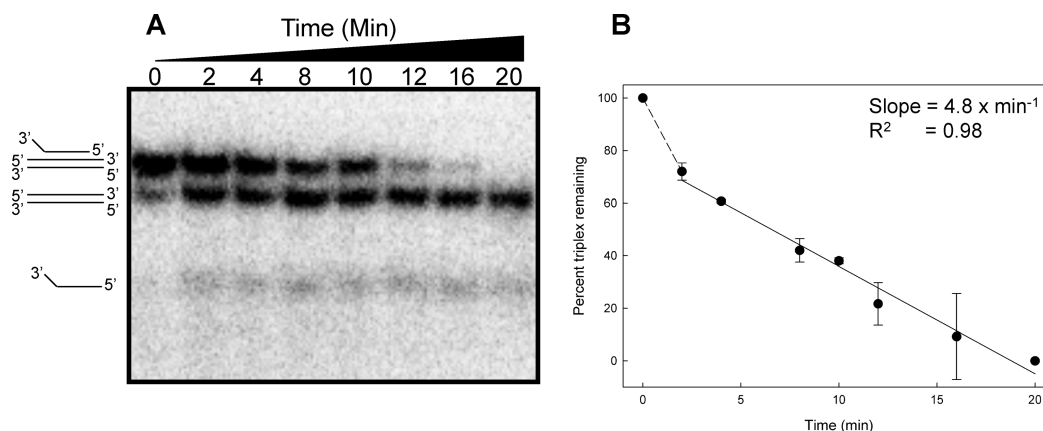 A
Time (Min)
0 2 4 8 10 12 16 20
3' 5'
5' 3'
3' 5'
5' 3'
3' 5'
3' 5'
B
Slope = 4.8 x min-1
R2 = 0.98
Percent triplex remaining
100
80
60
40
20
0
0 5 10 15 20
Time (min)